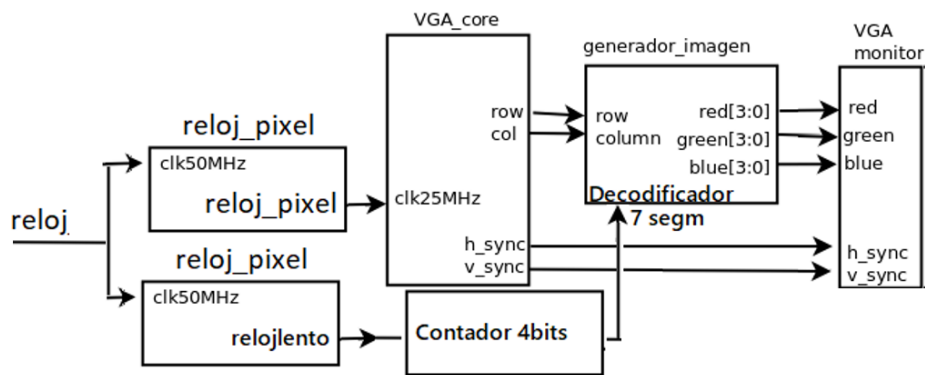 VGA_core
generador_imagen
VGA
monitor
row
col
row
column
red[3:0]
green[3:0]
blue[3:0]
red
green
blue
reloj_pixel
clk50MHz
reloj_pixel
clk25MHz
Decodificador
7 segm
reloj
h_sync
v_sync
h_sync
v_sync
reloj_pixel
clk50MHz
relojlento
Contador 4bits